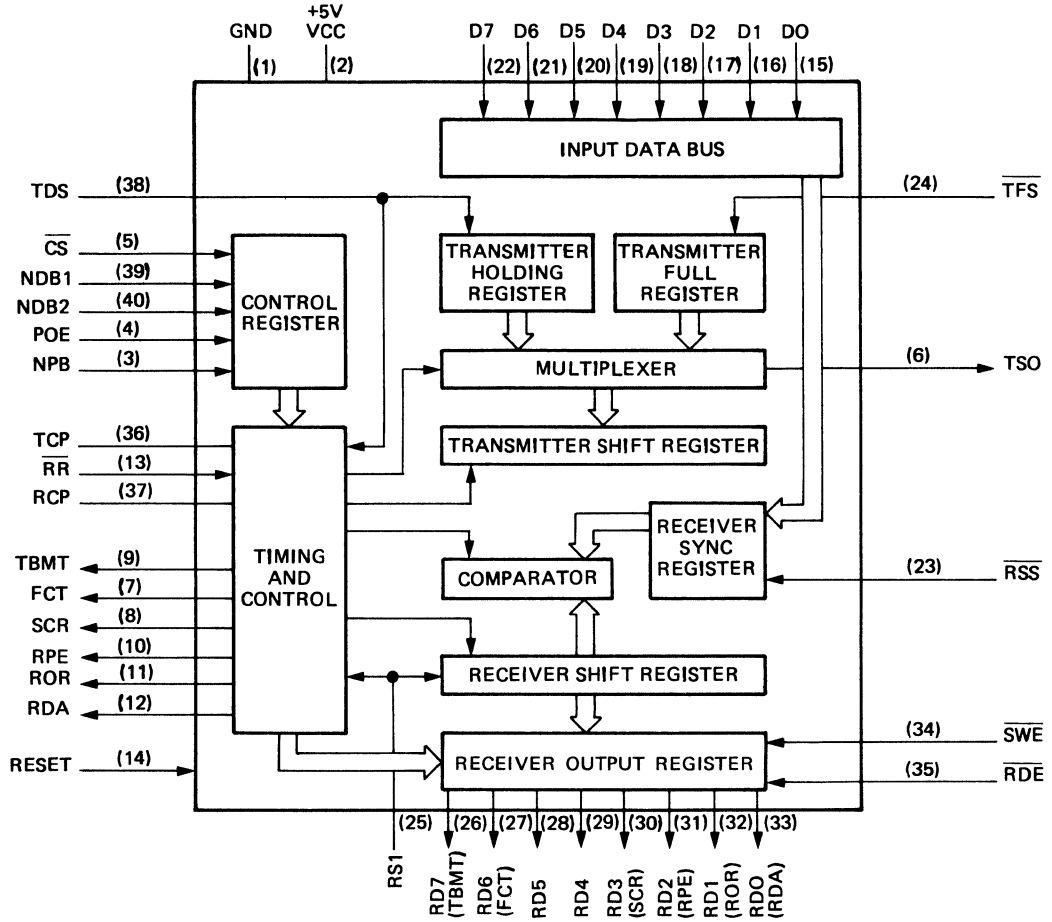 +5V
GND VCC D7 D6 D5 D4 D3 D2 D1 D0
(1) (2) (22) (21) (20) (19) (18) (17) (16) (15)
INPUT DATA BUS
TDS (38) (24) TFS
CS (5)
NDB1 (39)
NDB2 (40)
POE (4)
NPB (3)
CONTROL
REGISTER
TRANSMITTER
HOLDING
REGISTER
TRANSMITTER
FULL
REGISTER
MULTIPLEXER (6) TSO
TCP (36)
RR (13)
RCP (37)
TRANSMITTER SHIFT REGISTER
RECEIVER
SYNC
REGISTER
TIMING
AND
CONTROL
TBMT (9)
FCT (7)
SCR (8)
RPE (10)
ROR (11)
RDA (12)
COMPARATOR
(23) RSS
RECEIVER SHIFT REGISTER
RESET (14)
RECEIVER OUTPUT REGISTER
(34) SWE
(35) RDE
(25) (26) (27) (28) (29) (30) (31) (32) (33)
RS1
RD7
(TBMT)
RD6
(FCT)
RD5
RD4
RD3
(SCR)
RD2
(RPE)
RD1
(ROR)
RD0
(RDA)